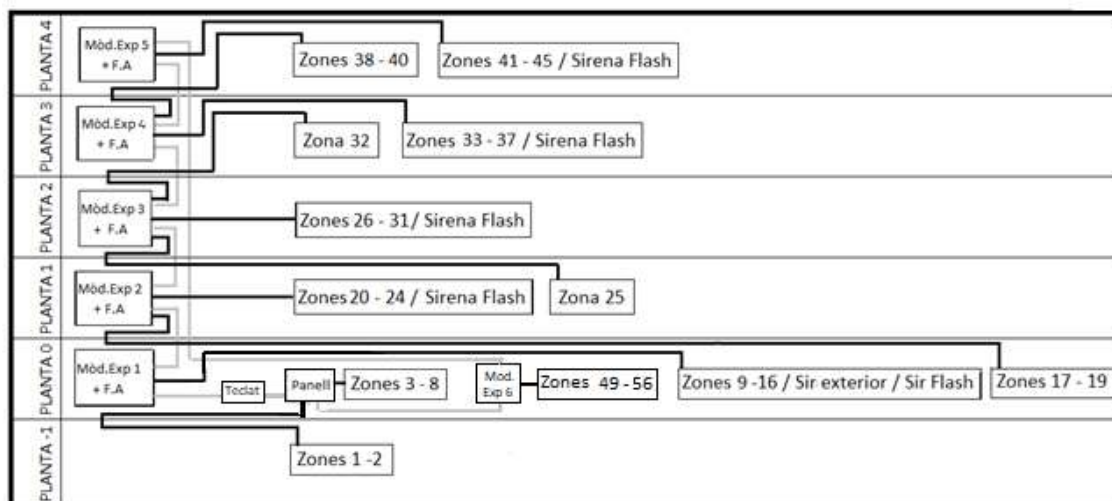 PLANTA 4
Mòd.Exp 5
+ F.A
Zones 38 - 40
Zones 41 - 45 / Sirena Flash
PLANTA 3
Mòd.Exp 4
+ F.A
Zona 32
Zones 33 - 37 / Sirena Flash
PLANTA 2
Mòd.Exp 3
+ F.A
Zones 26 - 31/ Sirena Flash
PLANTA 1
Mòd.Exp 2
+ F.A
Zones 20 - 24 / Sirena Flash
Zona 25
PLANTA 0
Mòd.Exp 1
+ F.A
Teclat
Panell
Zones 3 - 8
Mod.
Exp 6
Zones 49 - 56
Zones 9 -16 / Sir exterior / Sir Flash
Zones 17 - 19
PLANTA -1
Zones 1 -2